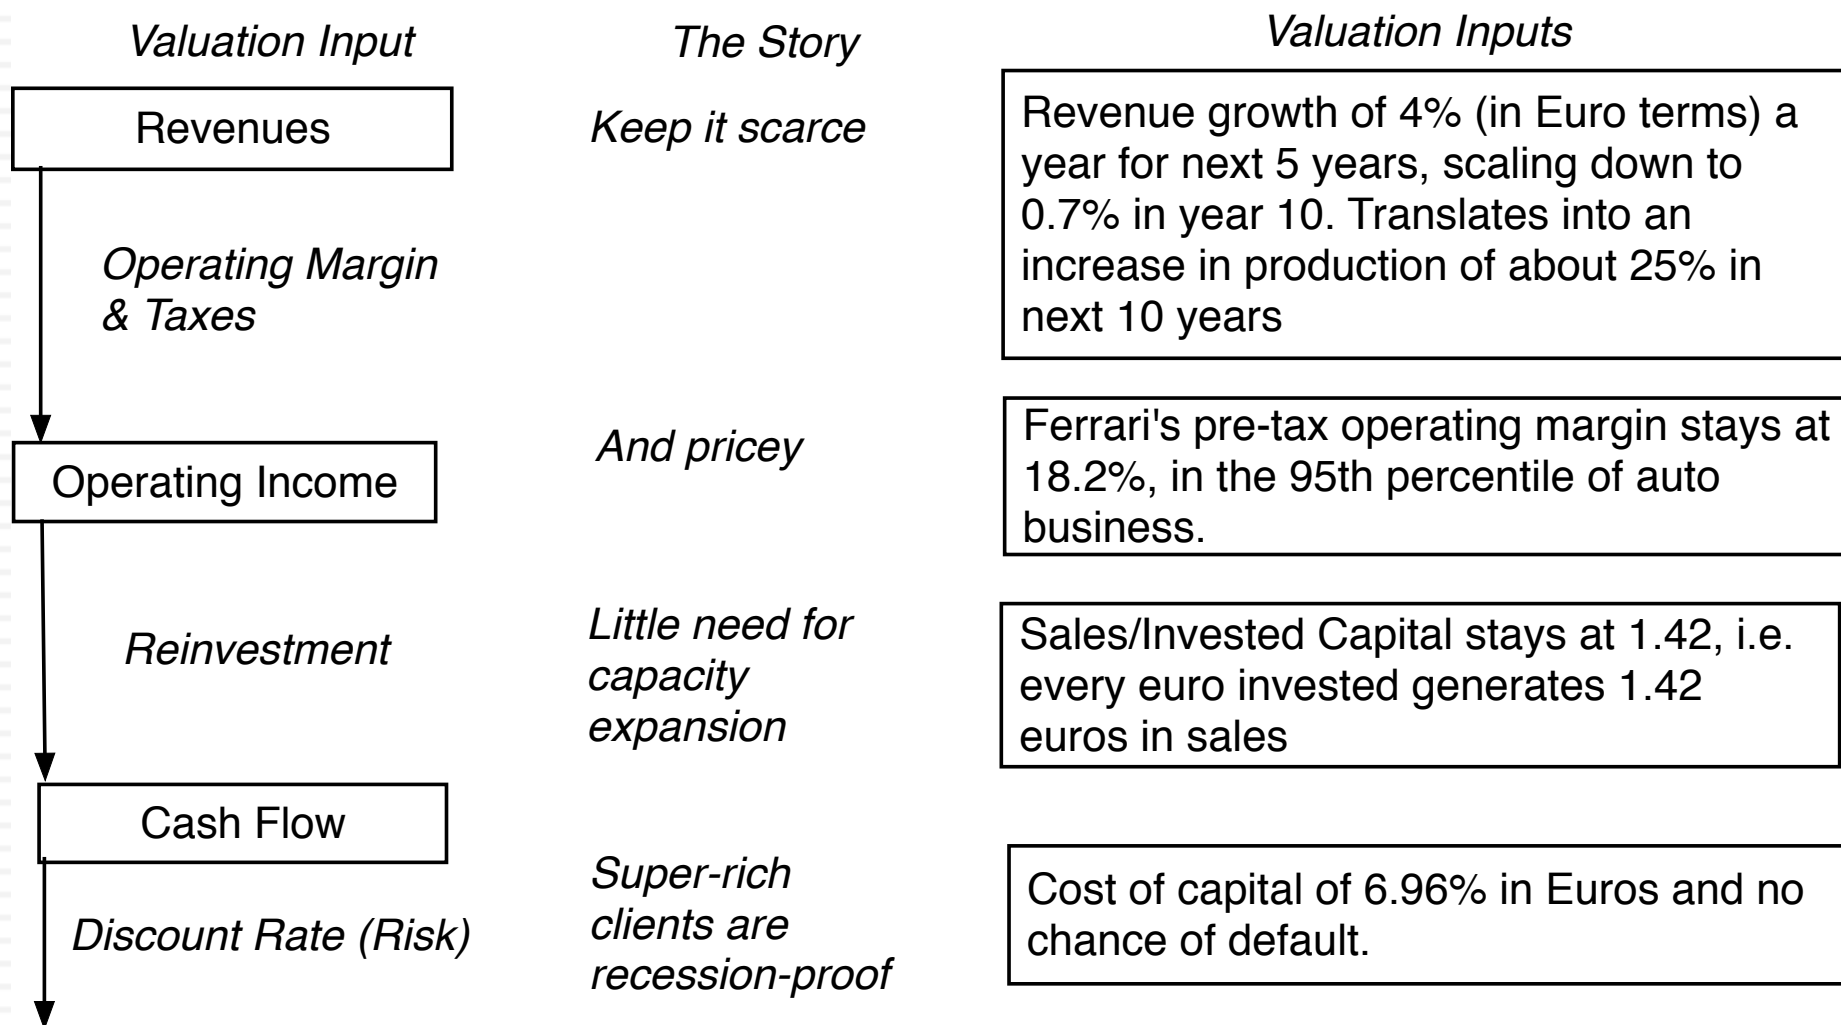 Valuation Input
The Story
Valuation Inputs
Revenues
Keep it scarce
Revenue growth of 4% (in Euro terms) a
year for next 5 years, scaling down to
0.7% in year 10. Translates into an
increase in production of about 25% in
next 10 years
Operating Margin
& Taxes
Operating Income
And pricey
Ferrari's pre-tax operating margin stays at
18.2%, in the 95th percentile of auto
business.
Reinvestment
Little need for
capacity
expansion
Sales/Invested Capital stays at 1.42, i.e.
every euro invested generates 1.42
euros in sales
Cash Flow
Discount Rate (Risk)
Super-rich
clients are
recession-proof
Cost of capital of 6.96% in Euros and no
chance of default.